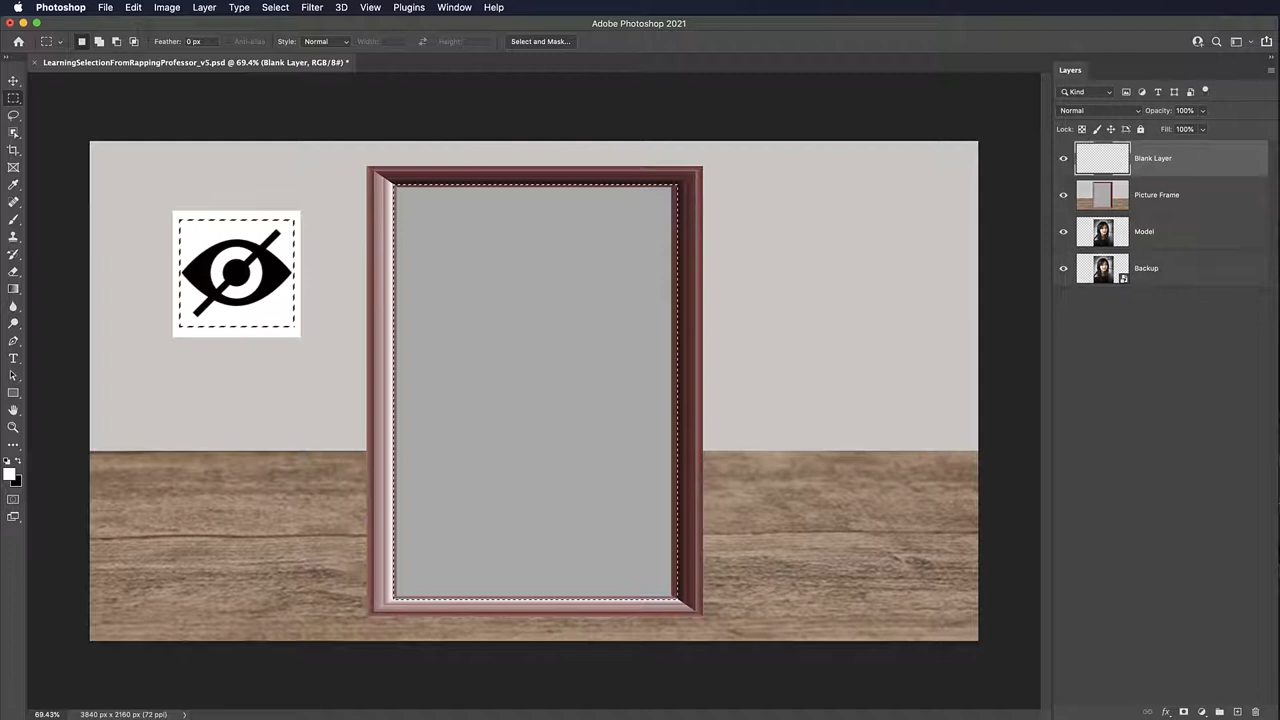 Photoshop File Edit Image Layer Type Select Filter 3D View Plugins Window Help
Adobe Photoshop 2021
Feather: 0 px Anti-alias Style: Normal Width: Height: Select and Mask...
LearningSelectionFromRappingProfessor_v5.psd @ 69.4% (Blank Layer, RGB/8#) *
Layers
Kind
Normal Opacity: 100%
Lock: Fill: 100%
Blank Layer
Picture Frame
Model
Backup
69.43% 3840 px x 2160 px (72 ppi)